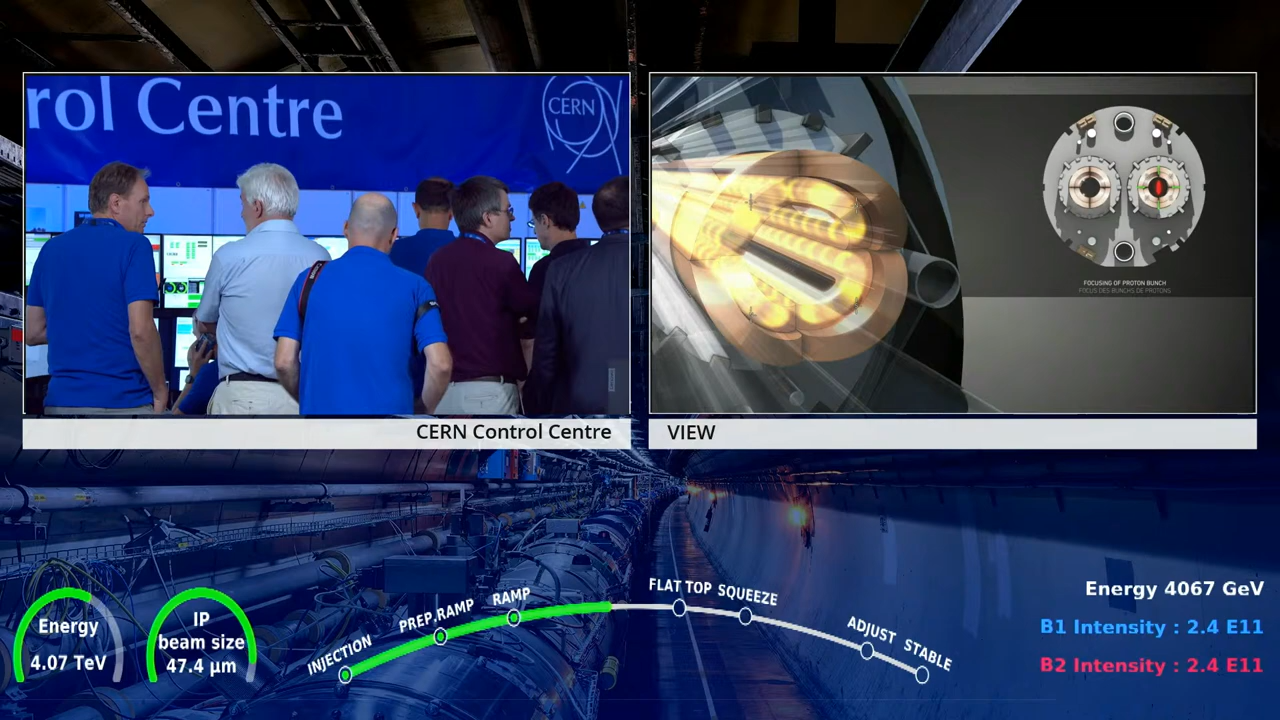 rol Centre
CERN
FOCUSING OF PROTON BUNCH
FOCUS DES BUNCHS DE PROTONS
CERN Control Centre
VIEW
Energy
4.07 TeV
IP
beam size
47.4 µm
INJECTION
PREP.RAMP
RAMP
FLAT TOP
SQUEEZE
ADJUST
STABLE
Energy 4067 GeV
B1 Intensity : 2.4 E11
B2 Intensity : 2.4 E11